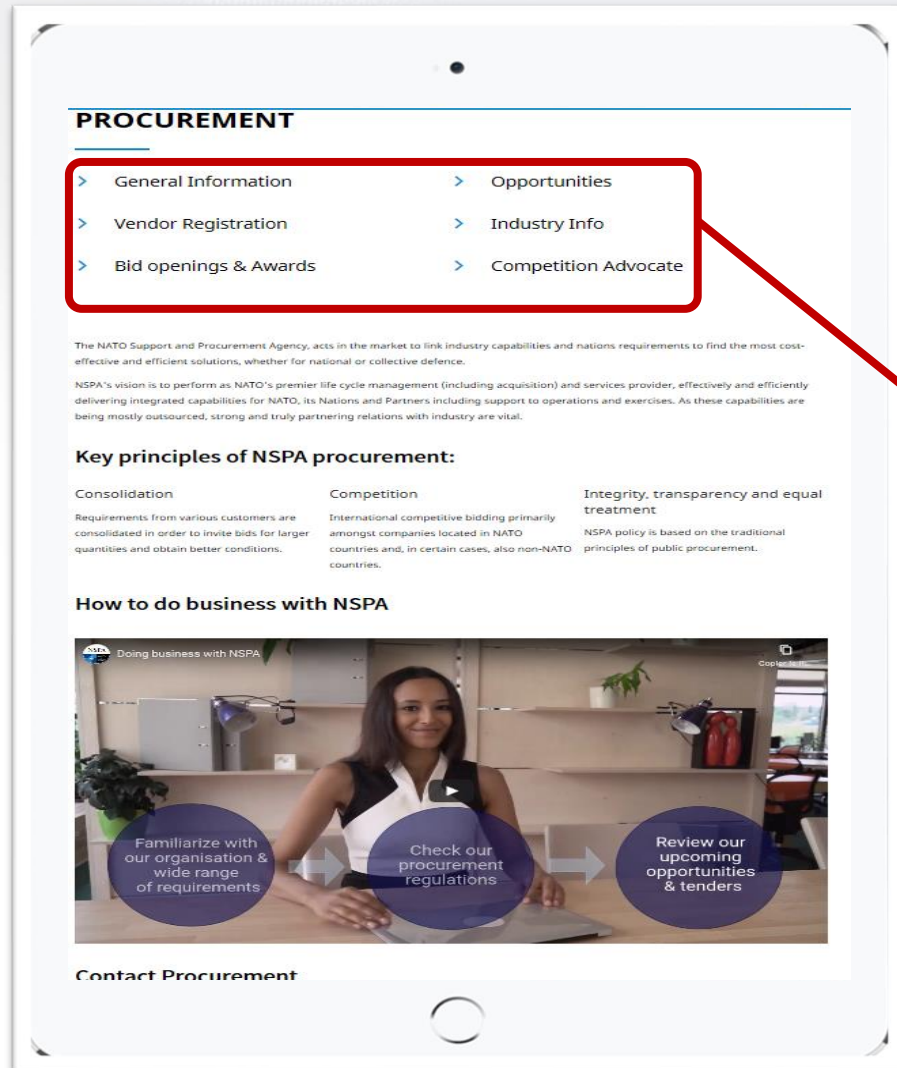 PROCUREMENT
General Information
Opportunities
Vendor Registration
Industry Info
Bid openings & Awards
Competition Advocate
The NATO Support and Procurement Agency, acts in the market to link industry capabilities and nations requirements to find the most cost-
effective and efficient solutions, whether for national or collective defence.
NSPA's vision is to perform as NATO's premier life cycle management (including acquisition) and services provider, effectively and efficiently
delivering integrated capabilities for NATO, its Nations and Partners including support to operations and exercises. As these capabilities are
being mostly outsourced, strong and truly partnering relations with industry are vital.
Key principles of NSPA procurement:
Consolidation
Requirements from various customers are
consolidated in order to invite bids for larger
quantities and obtain better conditions.
Competition
International competitive bidding primarily
amongst companies located in NATO
countries and, in certain cases, also non-NATO
countries.
Integrity, transparency and equal
treatment
NSPA policy is based on the traditional
principles of public procurement.
How to do business with NSPA
NSPA
Doing business with NSPA
Copier le li...
Familiarize with
our organisation &
wide range
of requirements
Check our
procurement
regulations
Review our
upcoming
opportunities
& tenders
Contact Procurement